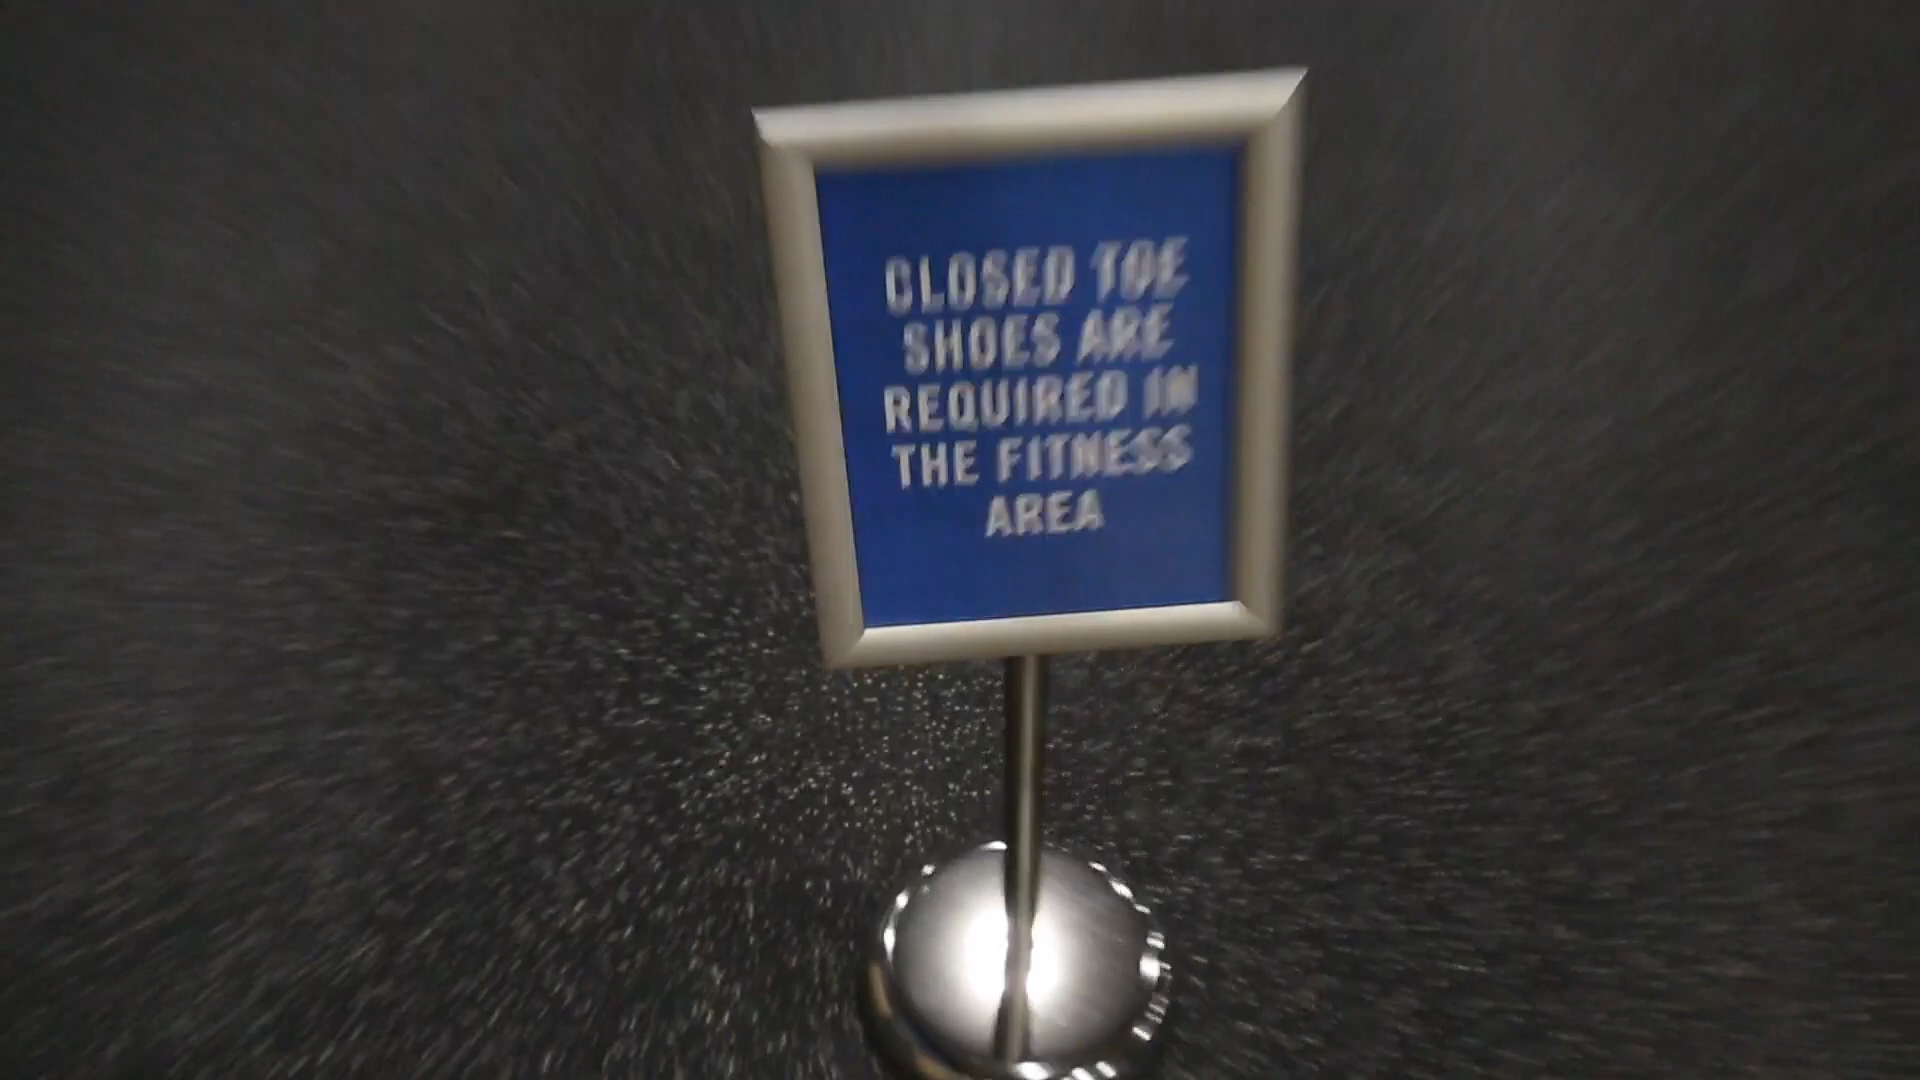 CLOSED TOE
SHOES ARE
REQUIRED IN
THE FITNESS
AREA